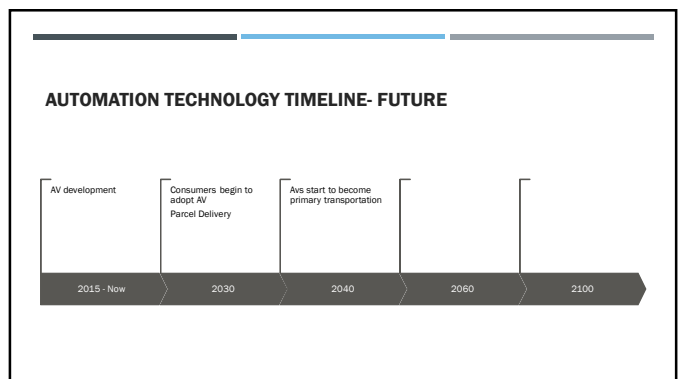 AUTOMATION TECHNOLOGY TIMELINE- FUTURE
AV development
Consumers begin to
adopt AV
Parcel Delivery
Avs start to become
primary transportation
2015 - Now
2030
2040
2060
2100